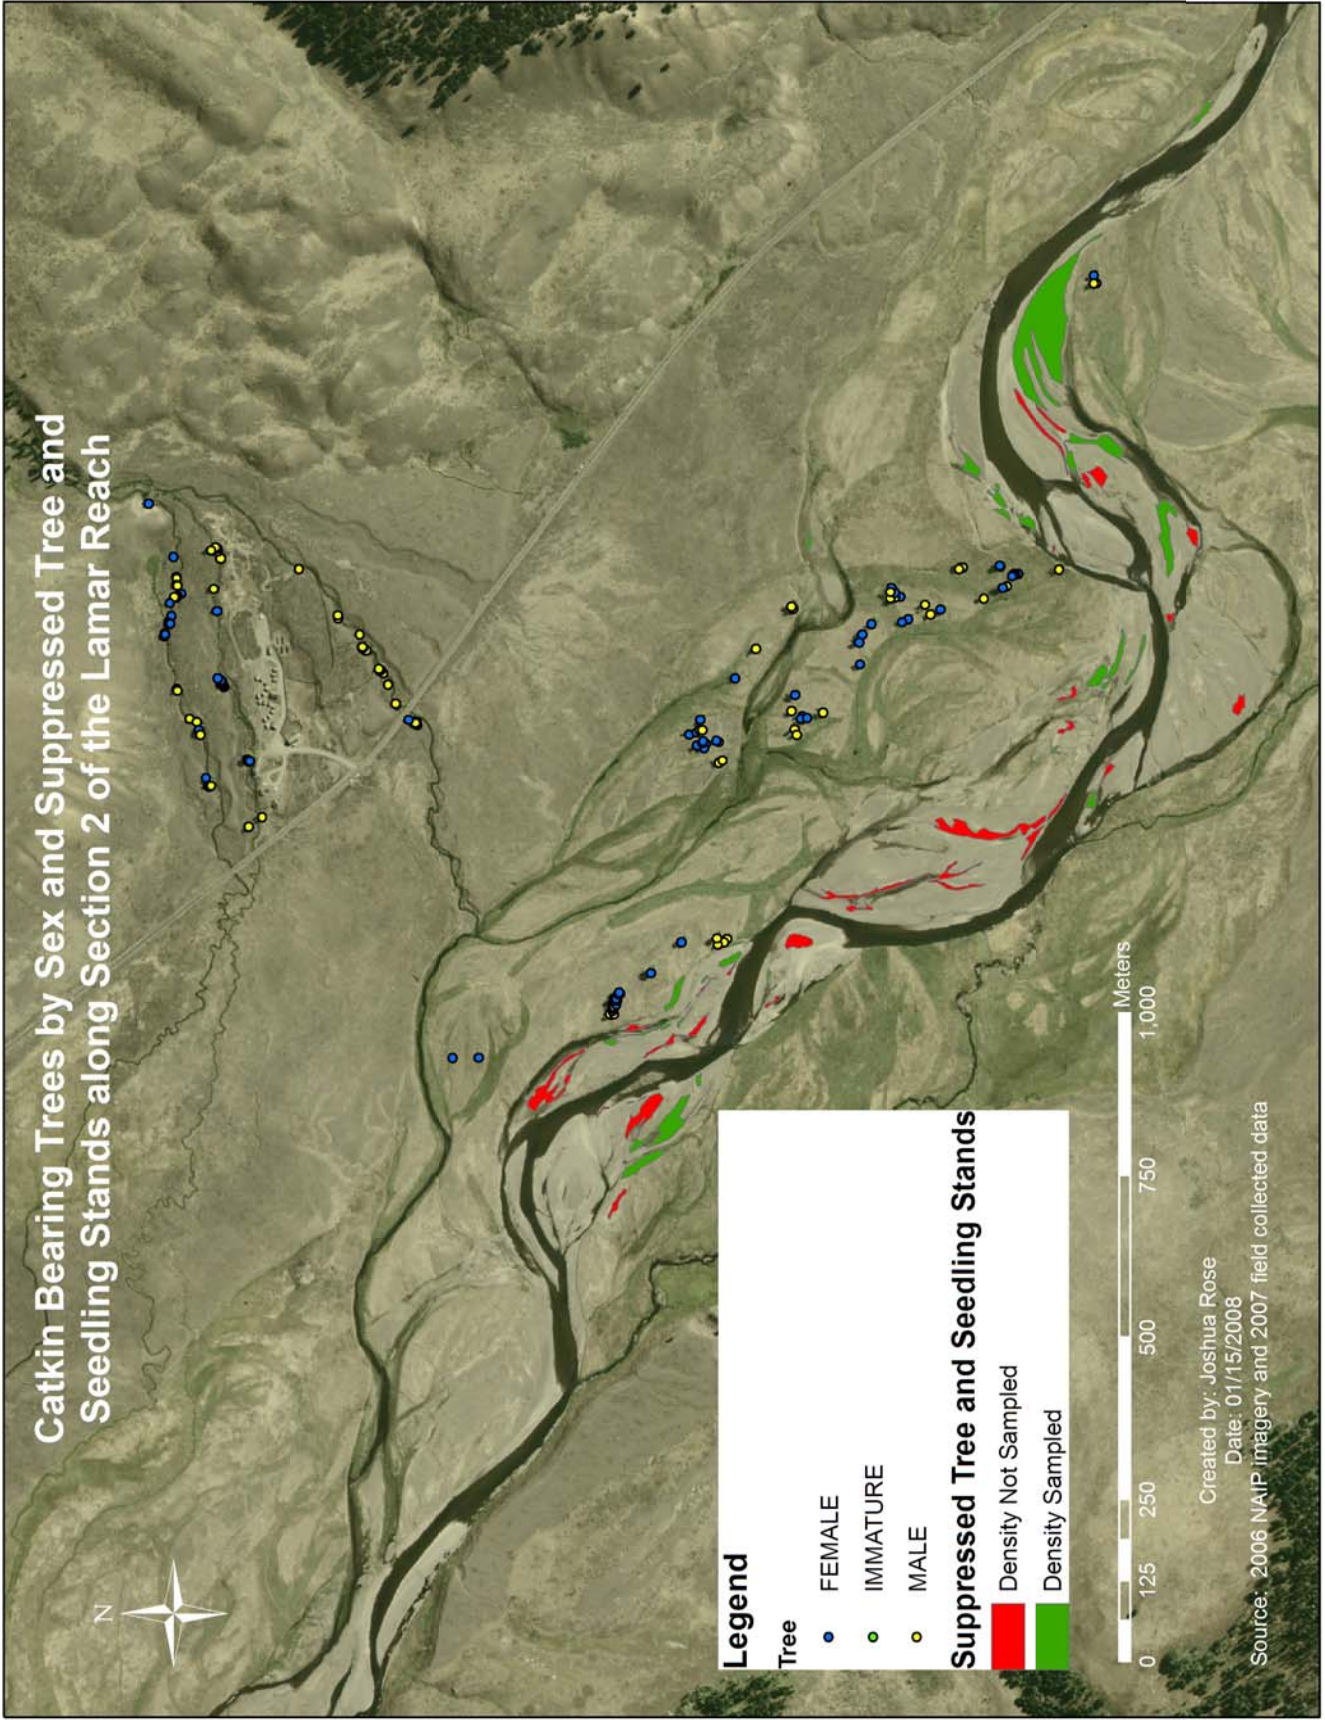 Catkin Bearing Trees by Sex and Suppressed Tree and
Seedling Stands along Section 2 of the Lamar Reach
N
Legend
Tree
FEMALE
IMMATURE
MALE
Suppressed Tree and Seedling Stands
Density Not Sampled
Density Sampled
0 125 250 500 750 1,000
Meters
Created by: Joshua Rose
Date: 01/15/2008
Source: 2006 NAIP imagery and 2007 field collected data